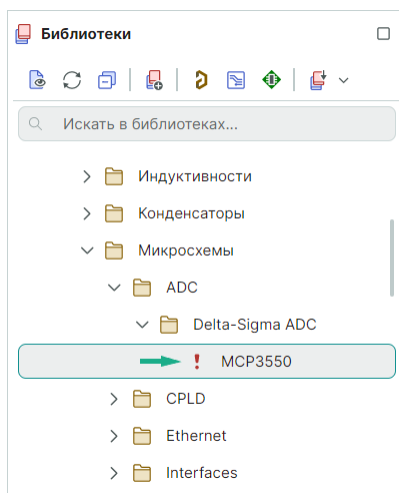 Библиотеки
Искать в библиотеках...
Индуктивности
Конденсаторы
Микросхемы
ADC
Delta-Sigma ADC
! MCP3550
CPLD
Ethernet
Interfaces